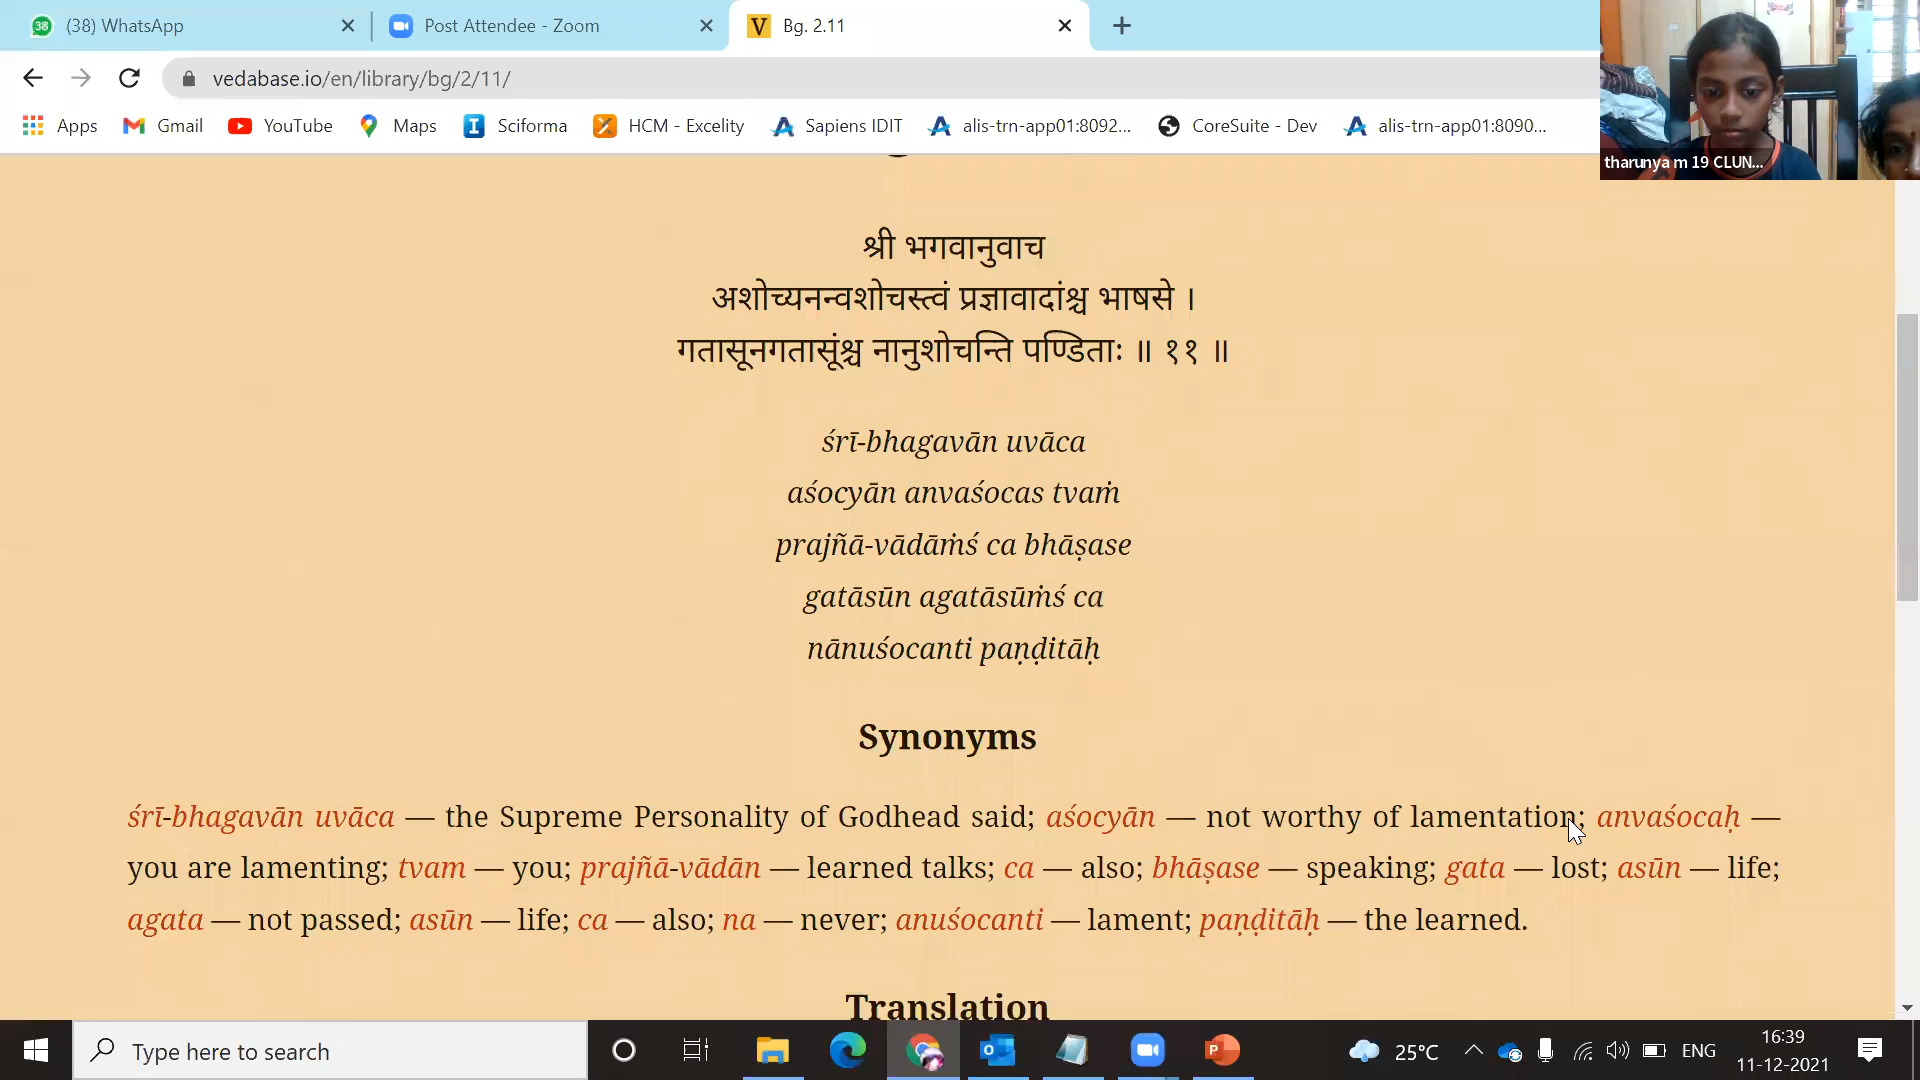 (38) WhatsApp
Post Attendee - Zoom
Bg. 2.11
vedabase.io/en/library/bg/2/11/
Apps
Gmail
YouTube
Maps
Sciforma
HCM - Excelity
Sapiens IDIT
alis-trn-app01:8092...
CoreSuite - Dev
alis-trn-app01:8090...
tharunya m 19 CLUN...
श्री भगवानुवाच
अशोच्यनन्वशोचस्त्वं प्रज्ञावादांश्च भाषसे ।
गतासूनगतासूंश्च नानुशोचन्ति पण्डिताः ॥ ११ ॥
śrī-bhagavān uvāca
aśocyān anvaśocas tvaṁ
prajñā-vādāṁś ca bhāṣase
gatāsūn agatāsūṁś ca
nānuśocanti paṇḍitāḥ
Synonyms
śrī-bhagavān uvāca — the Supreme Personality of Godhead said; aśocyān — not worthy of lamentation; anvaśocaḥ —
you are lamenting; tvam — you; prajñā-vādān — learned talks; ca — also; bhāṣase — speaking; gata — lost; asūn — life;
agata — not passed; asūn — life; ca — also; na — never; anuśocanti — lament; paṇḍitāḥ — the learned.
Translation
Type here to search
25°C
ENG
16:39
11-12-2021